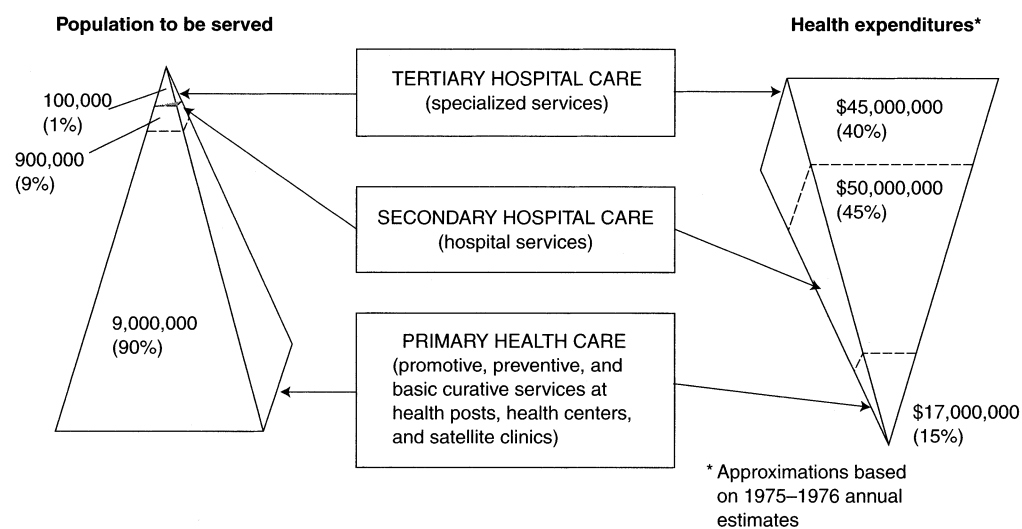 Population to be served
Health expenditures*
TERTIARY HOSPITAL CARE
(specialized services)
100,000
(1%)
900,000
(9%)
$45,000,000
(40%)
$50,000,000
(45%)
SECONDARY HOSPITAL CARE
(hospital services)
9,000,000
(90%)
PRIMARY HEALTH CARE
(promotive, preventive, and
basic curative services at
health posts, health centers,
and satellite clinics)
$17,000,000
(15%)
* Approximations based
on 1975–1976 annual
estimates